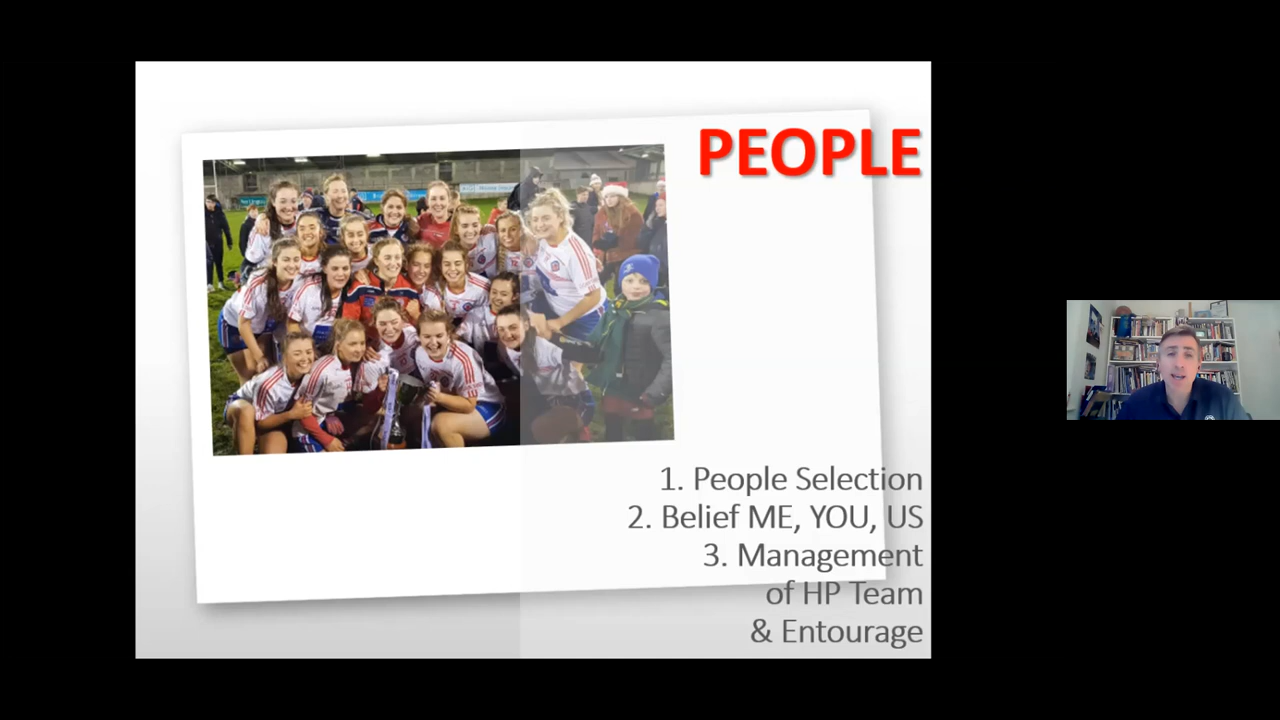 PEOPLE
1. People Selection
2. Belief ME, YOU, US
3. Management
of HP Team
& Entourage